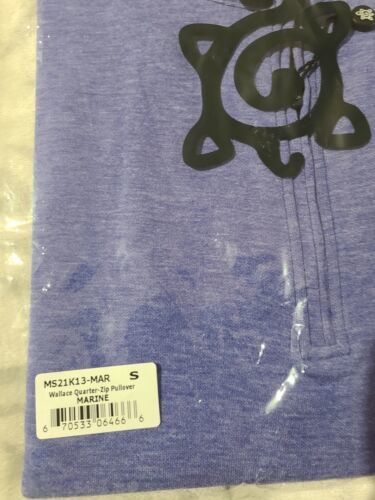 MS21K13-MAR S
Wallace Quarter-Zip Pullover
MARINE
6 70533 06466 6